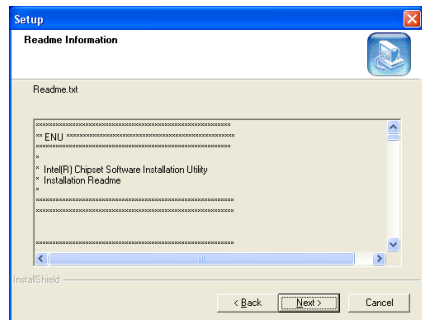 Setup
Readme Information
Readme.txt
************************************************************
** ENU ******************************************************
************************************************************
*
* Intel(R) Chipset Software Installation Utility
* Installation Readme
*
************************************************************
************************************************************
************************************************************
InstallShield
< Back Next > Cancel